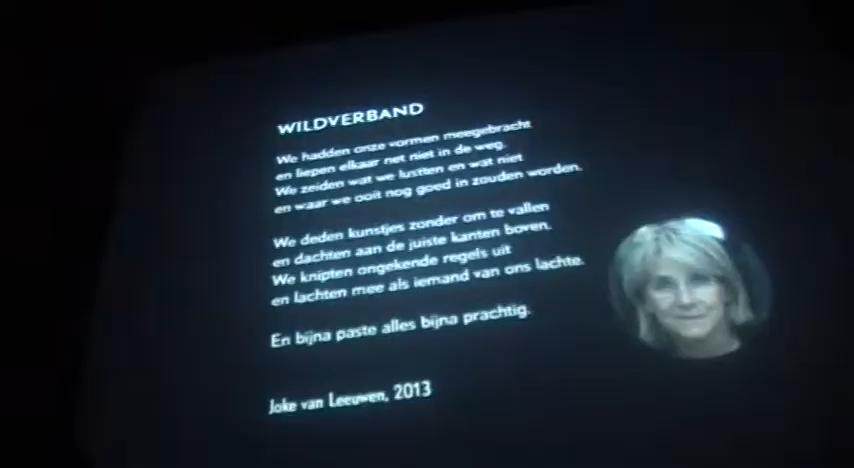 WILDVERBAND
We hadden onze vormen meegebracht
en liepen elkaar net niet in de weg.
We zeiden wat we lustten en wat niet
en waar we ooit nog goed in zouden worden.
We deden kunstjes zonder om te vallen
en dachten aan de juiste kanten boven.
We knipten ongekende regels uit
en lachten mee als iemand van ons lachte.
En bijna paste alles bijna prachtig.
Joke van Leeuwen, 2013